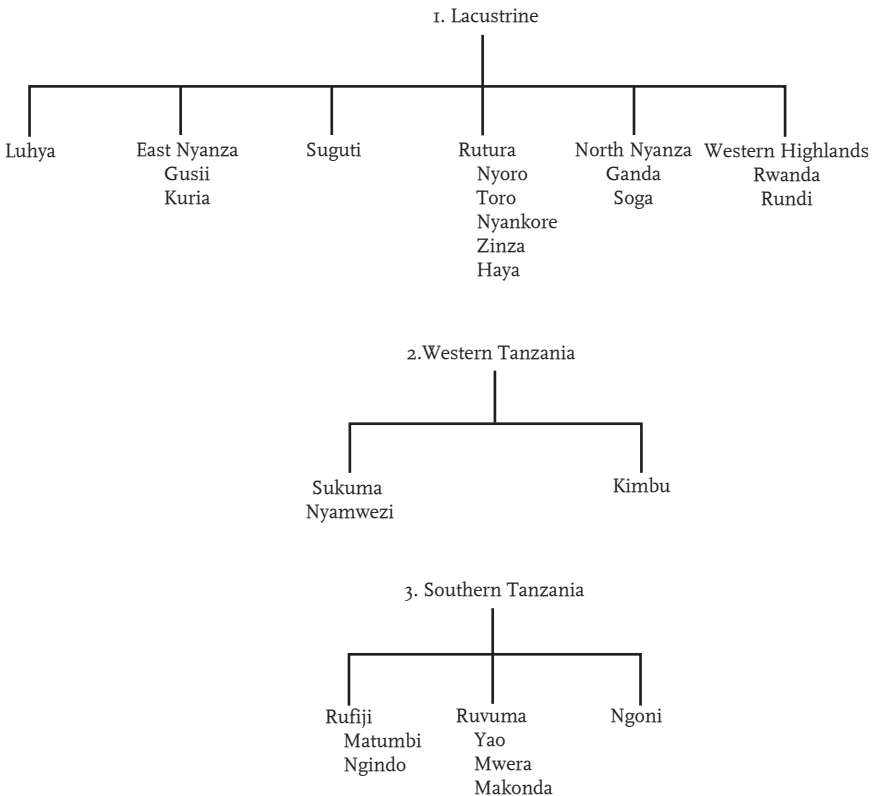 1. Lacustrine
Luhya
East Nyanza
Gusii
Kuria
Suguti
Rutura
Nyoro
Toro
Nyankore
Zinza
Haya
North Nyanza
Ganda
Soga
Western Highlands
Rwanda
Rundi
2.Western Tanzania
Sukuma
Nyamwezi
Kimbu
3. Southern Tanzania
Rufiji
Matumbi
Ngindo
Ruvuma
Yao
Mwera
Makonda
Ngoni